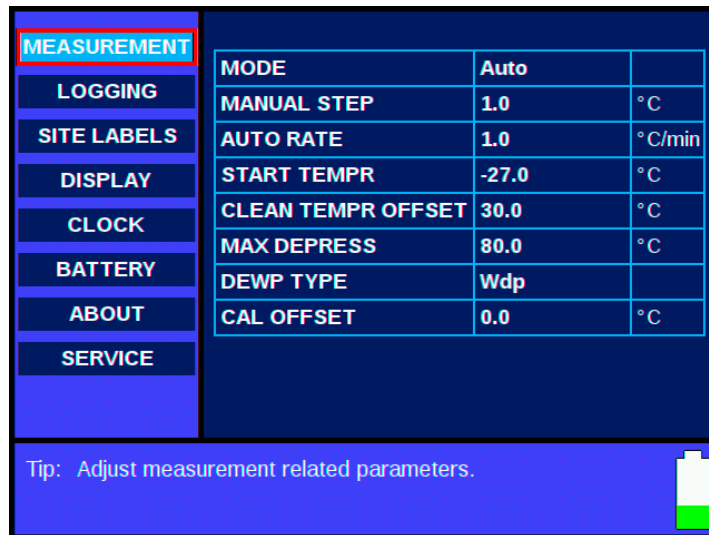 MEASUREMENT
LOGGING
SITE LABELS
DISPLAY
CLOCK
BATTERY
ABOUT
SERVICE
MODE Auto
MANUAL STEP 1.0 °C
AUTO RATE 1.0 °C/min
START TEMPR -27.0 °C
CLEAN TEMPR OFFSET 30.0 °C
MAX DEPRESS 80.0 °C
DEWP TYPE Wdp
CAL OFFSET 0.0 °C
Tip: Adjust measurement related parameters.